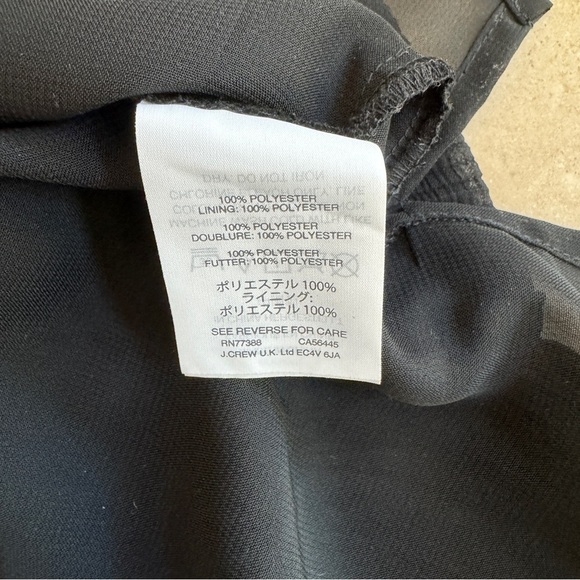 100% POLYESTER
LINING: 100% POLYESTER
100% POLYESTER
DOUBLURE: 100% POLYESTER
100% POLYESTER
FUTTER: 100% POLYESTER
ポリエステル 100%
ライニング:
ポリエステル 100%
SEE REVERSE FOR CARE
RN77388 CA56445
J.CREW U.K. Ltd EC4V 6JA